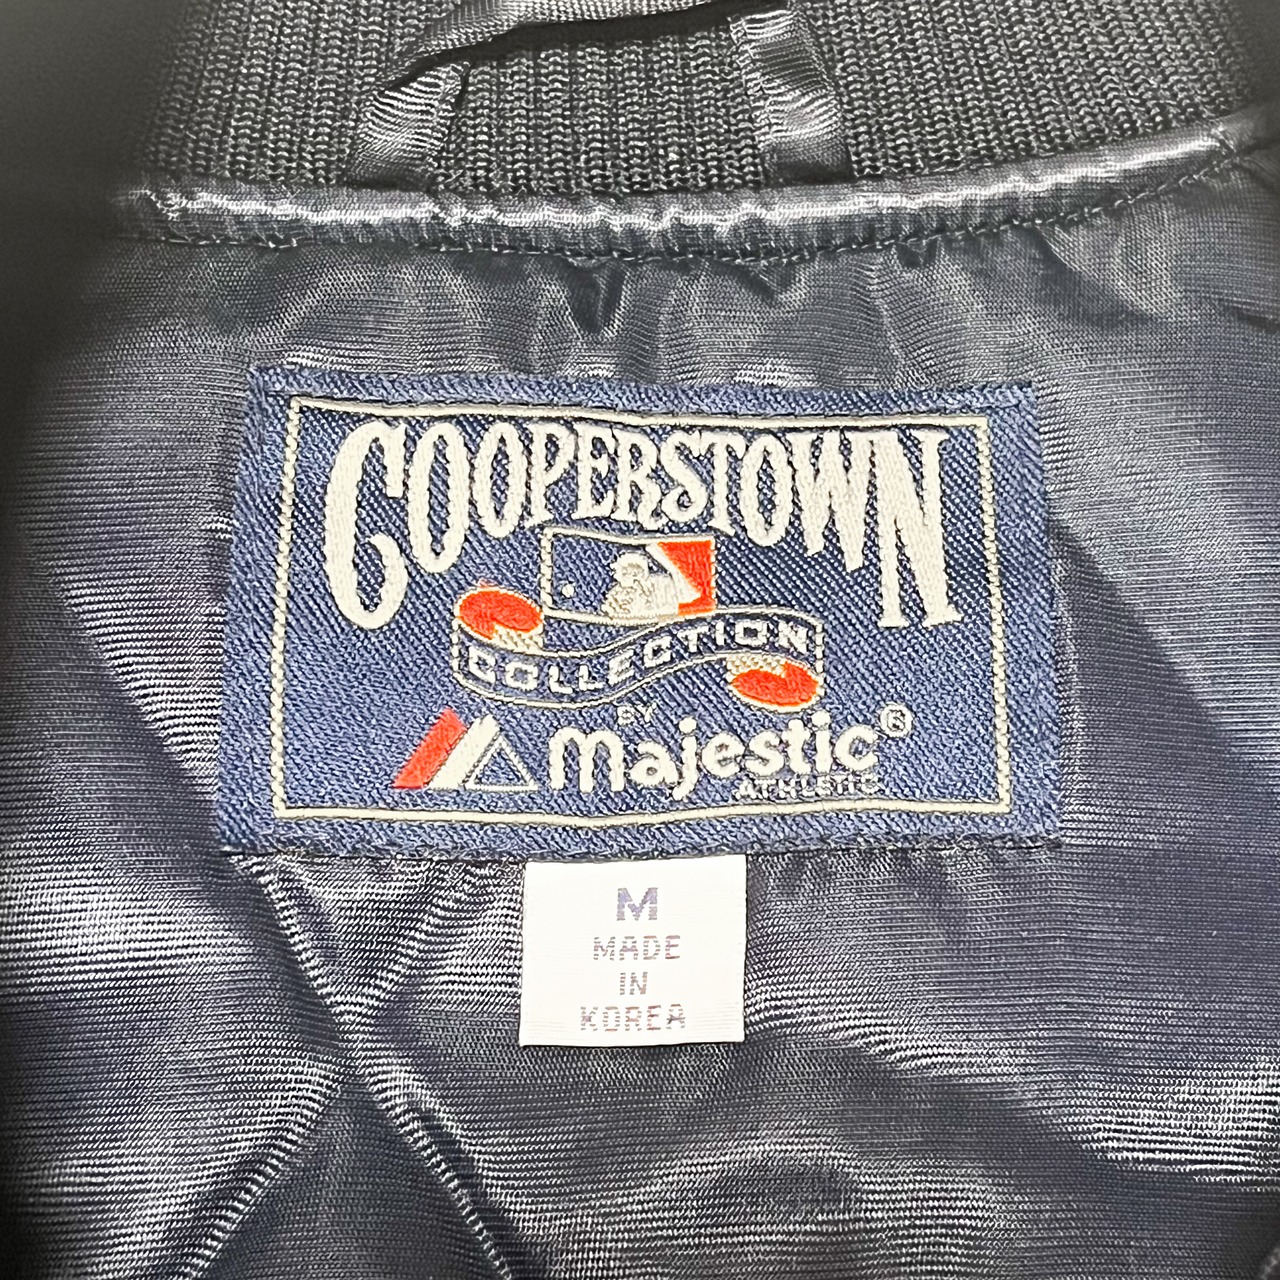 COOPERSTOWN
COLLECTION
BY
Majestic®
ATHLETIC
M
MADE
IN
KOREA